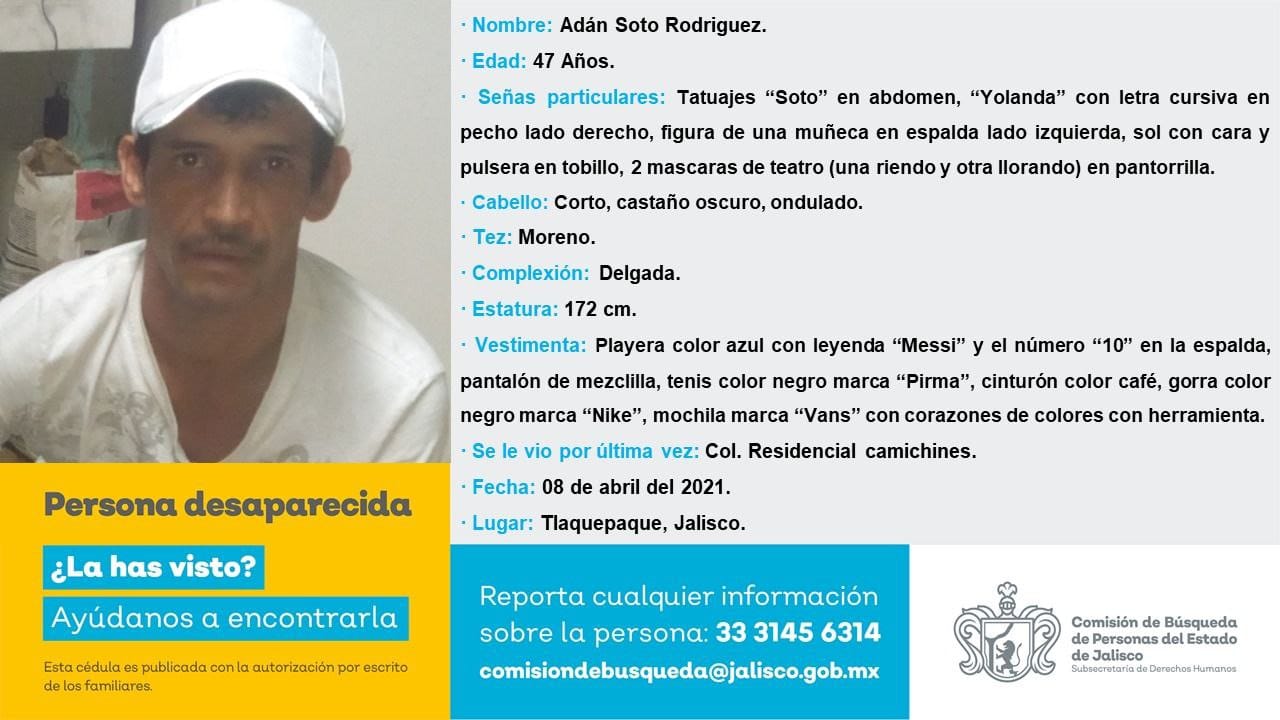 · Nombre: Adán Soto Rodriguez.
· Edad: 47 Años.
· Señas particulares: Tatuajes “Soto” en abdomen, “Yolanda” con letra cursiva en
pecho lado derecho, figura de una muñeca en espalda lado izquierda, sol con cara y
pulsera en tobillo, 2 mascaras de teatro (una riendo y otra llorando) en pantorrilla.
· Cabello: Corto, castaño oscuro, ondulado.
· Tez: Moreno.
· Complexión: Delgada.
· Estatura: 172 cm.
· Vestimenta: Playera color azul con leyenda “Messi” y el número “10” en la espalda,
pantalón de mezclilla, tenis color negro marca “Pirma”, cinturón color café, gorra color
negro marca “Nike”, mochila marca “Vans” con corazones de colores con herramienta.
· Se le vio por última vez: Col. Residencial camichines.
· Fecha: 08 de abril del 2021.
· Lugar: Tlaquepaque, Jalisco.
Persona desaparecida
¿La has visto?
Ayúdanos a encontrarla
Esta cédula es publicada con la autorización por escrito
de los familiares.
Reporta cualquier información
sobre la persona: 33 3145 6314
comisiondebusqueda@jalisco.gob.mx
Comisión de Búsqueda
de Personas del Estado
de Jalisco
Subsecretaría de Derechos Humanos